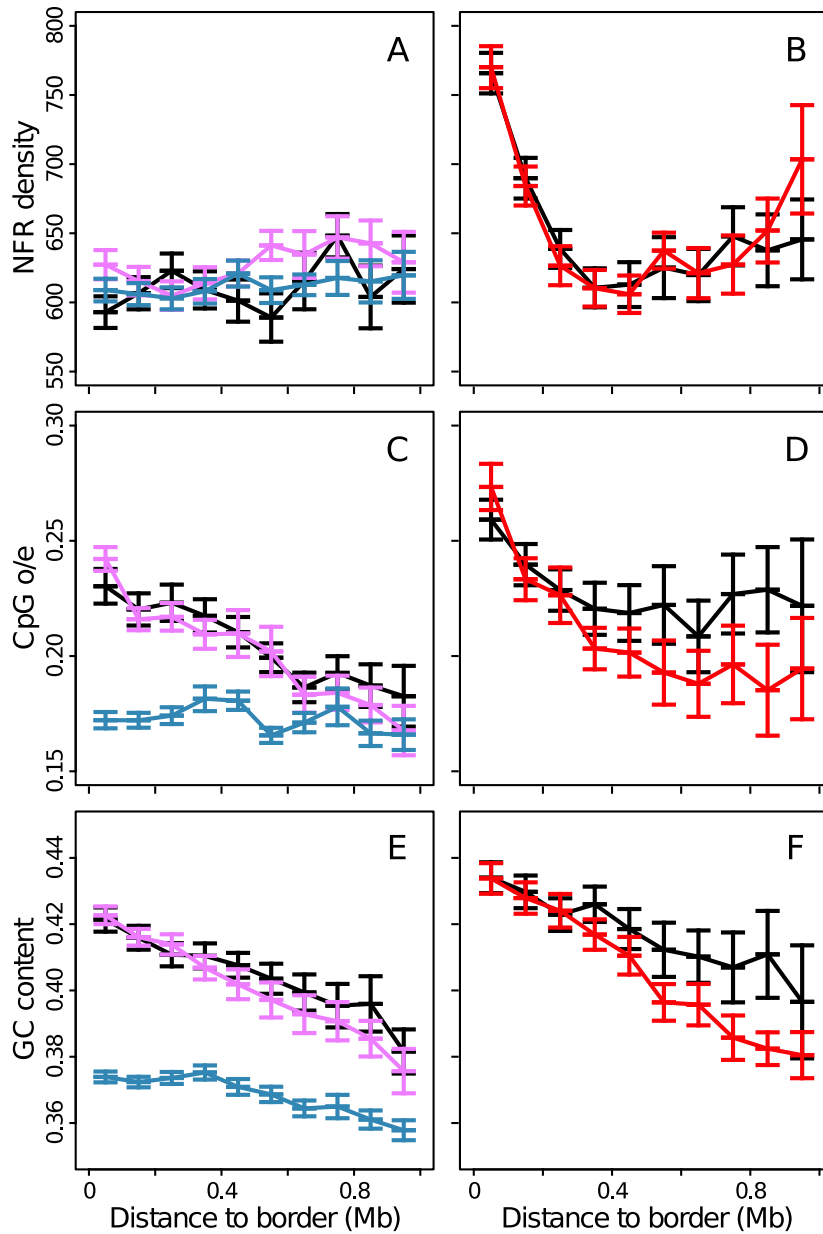 A
B
NFR density
800
750
700
650
600
550
C
D
CpG o/e
0.30
0.25
0.20
0.15
E
F
GC content
0.44
0.42
0.40
0.38
0.36
0 0.4 0.8 0 0.4 0.8
Distance to border (Mb) Distance to border (Mb)